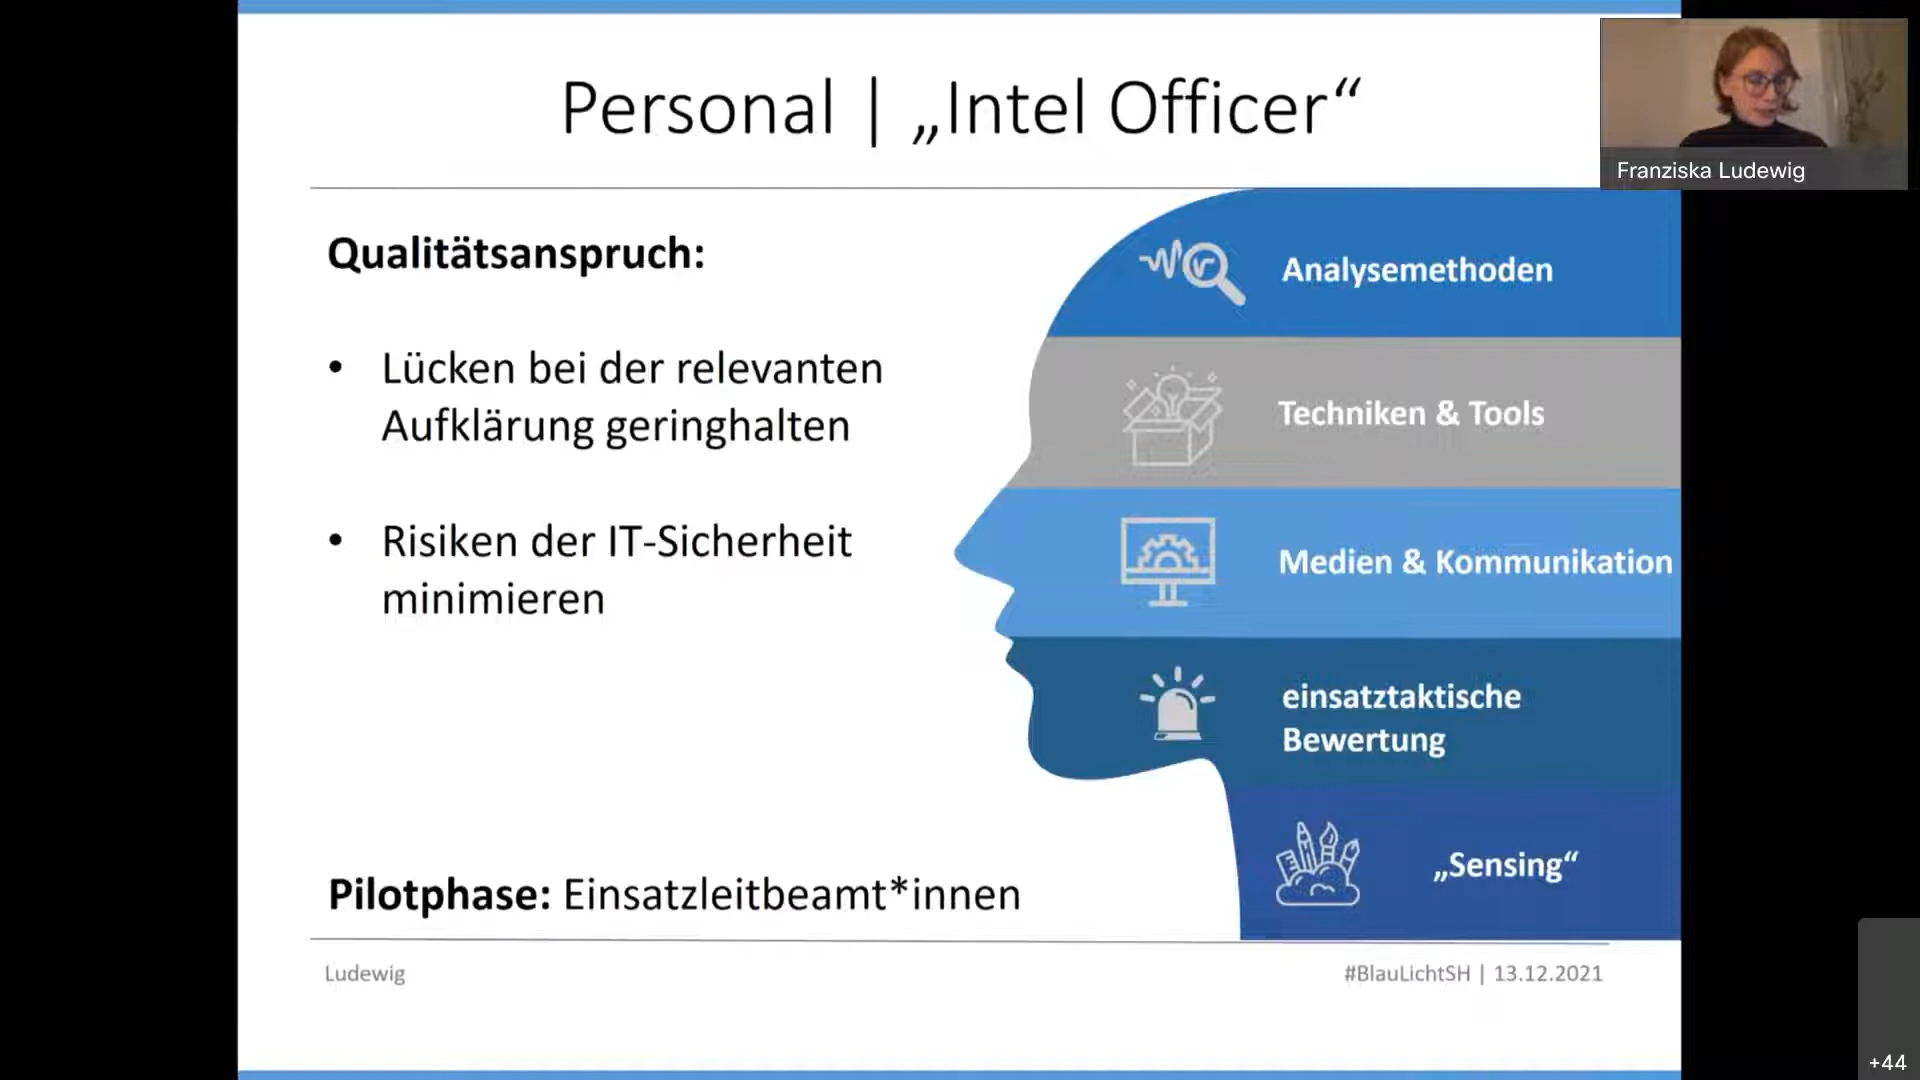 Personal | „Intel Officer“
Franziska Ludewig
Qualitätsanspruch:
• Lücken bei der relevanten
Aufklärung geringhalten
• Risiken der IT-Sicherheit
minimieren
Pilotphase: Einsatzleitbeamt*innen
Analysemethoden
Techniken & Tools
Medien & Kommunikation
einsatztaktische
Bewertung
„Sensing“
Ludewig
#BlauLichtSH | 13.12.2021
+44